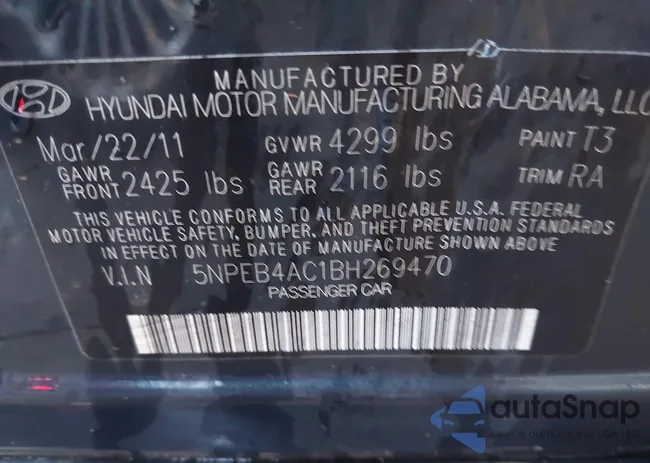 MANUFACTURED BY
HYUNDAI MOTOR MANUFACTURING ALABAMA, LLC
Mar/22/11 GVWR 4299 lbs PAINT T3
GAWR FRONT 2425 lbs GAWR REAR 2116 lbs TRIM RA
THIS VEHICLE CONFORMS TO ALL APPLICABLE U.S.A. FEDERAL
MOTOR VEHICLE SAFETY, BUMPER, AND THEFT PREVENTION STANDARDS
IN EFFECT ON THE DATE OF MANUFACTURE SHOWN ABOVE.
V.I.N 5NPEB4AC1BH269470
PASSENGER CAR
autaSnap